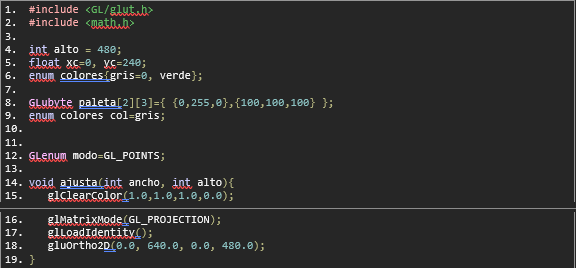 1. #include <GL/glut.h>
2. #include <math.h>
3.
4. int alto = 480;
5. float xc=0, yc=240;
6. enum colores{gris=0, verde};
7.
8. GLubyte paleta[2][3]={ {0,255,0},{100,100,100} };
9. enum colores col=gris;
10.
11.
12. GLenum modo=GL_POINTS;
13.
14. void ajusta(int ancho, int alto){
15. glClearColor(1.0,1.0,1.0,0.0);
16. glMatrixMode(GL_PROJECTION);
17. glLoadIdentity();
18. gluOrtho2D(0.0, 640.0, 0.0, 480.0);
19. }